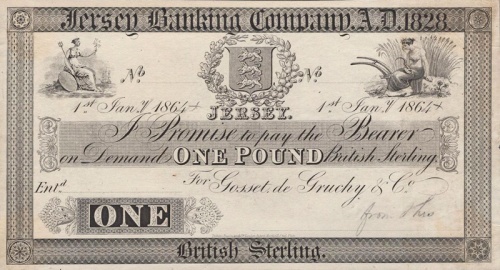 Jersey Banking Company, A.D. 1828.
No No
1st Jany 1864 1st Jany 1864
JERSEY.
I Promise to pay the Bearer
on Demand ONE POUND British Sterling
Entd For Gosset, de Gruchy & Co
ONE
British Sterling.